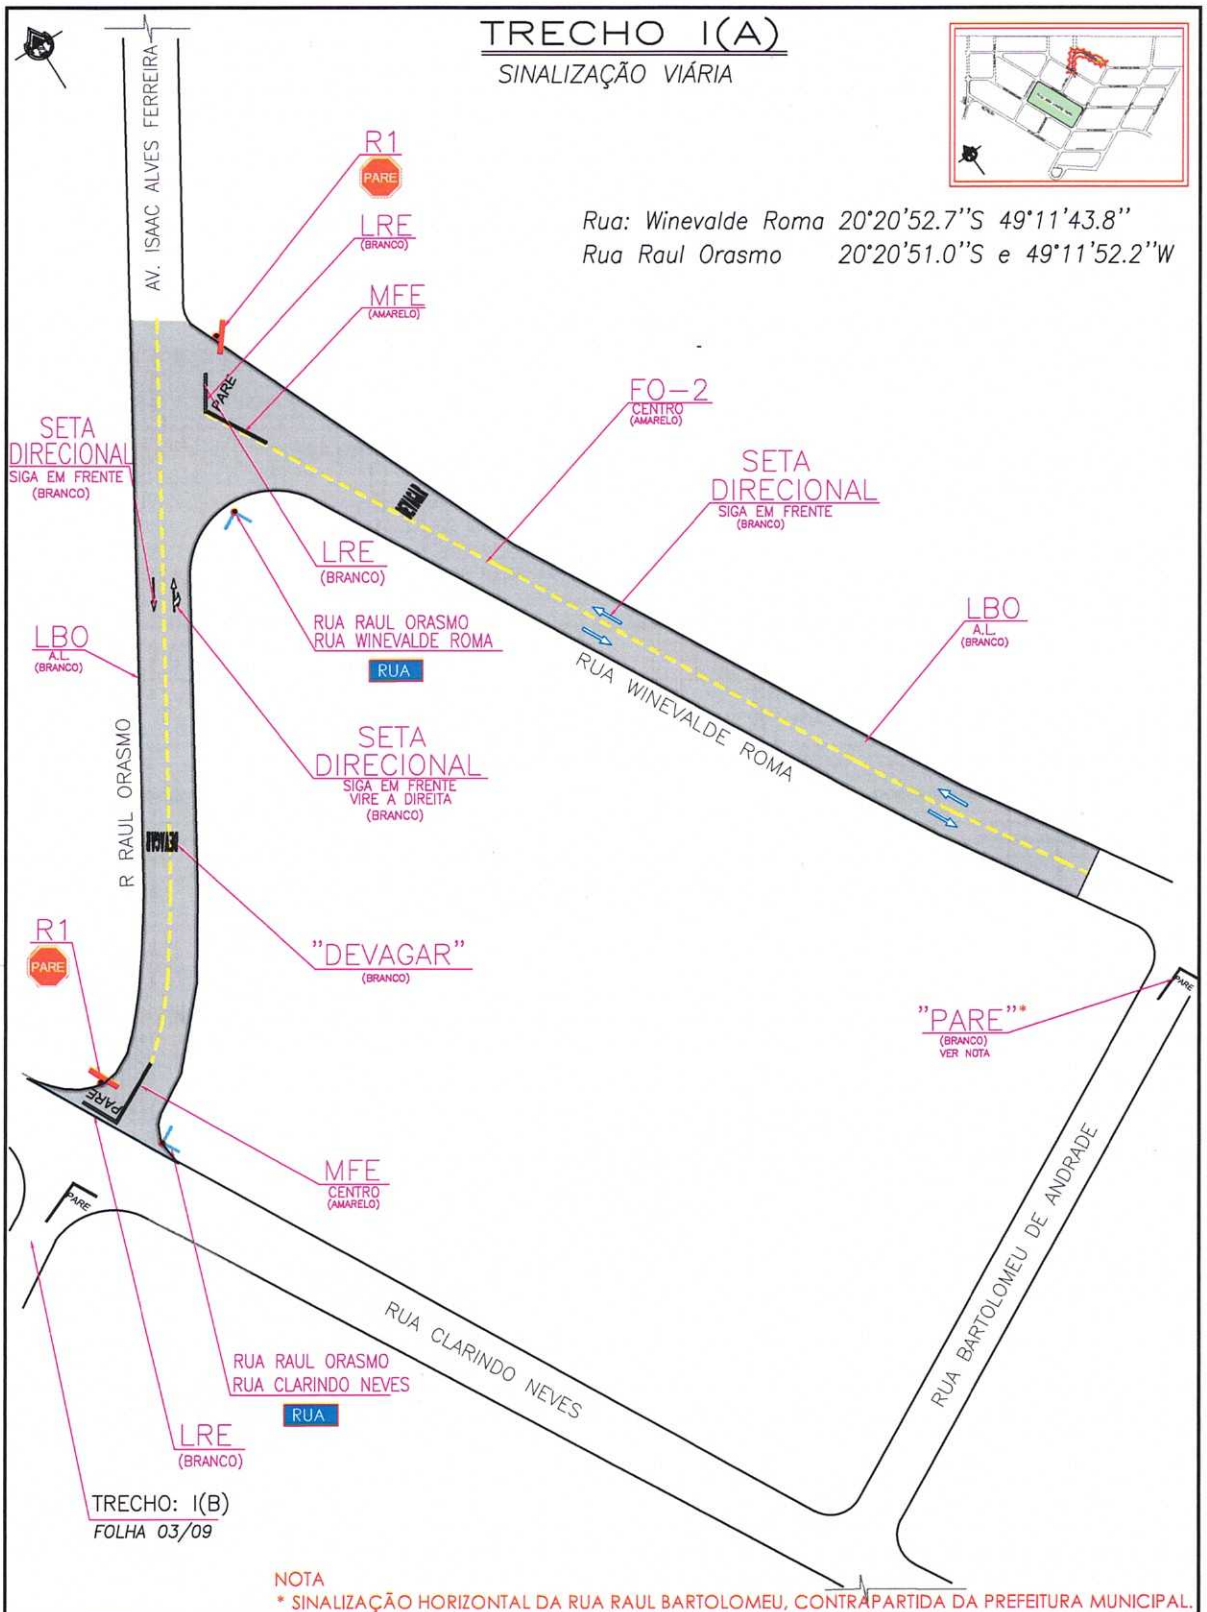 TRECHO I(A)
SINALIZAÇÃO VIÁRIA
AV. ISAAC ALVES FERREIRA
R1
PARE
LRE
(BRANCO)
MFE
(AMARELO)
Rua: Winevalde Roma 20°20'52.7''S 49°11'43.8''
Rua Raul Orasmo 20°20'51.0''S e 49°11'52.2''W
PARE
FO-2
CENTRO
(AMARELO)
SETA
DIRECIONAL
SIGA EM FRENTE
(BRANCO)
SETA
DIRECIONAL
SIGA EM FRENTE
(BRANCO)
DEVAGAR
LRE
(BRANCO)
RUA RAUL ORASMO
RUA WINEVALDE ROMA
RUA
LBO
A.L.
(BRANCO)
LBO
A.L.
(BRANCO)
RUA WINEVALDE ROMA
SETA
DIRECIONAL
SIGA EM FRENTE
VIRE A DIREITA
(BRANCO)
R RAUL ORASMO
DEVAGAR
R1
PARE
"DEVAGAR"
(BRANCO)
"PARE"*
(BRANCO)
VER NOTA
PARE
PARE
MFE
CENTRO
(AMARELO)
PARE
RUA BARTOLOMEU DE ANDRADE
RUA CLARINDO NEVES
RUA RAUL ORASMO
RUA CLARINDO NEVES
RUA
LRE
(BRANCO)
TRECHO: I(B)
FOLHA 03/09
NOTA
* SINALIZAÇÃO HORIZONTAL DA RUA RAUL BARTOLOMEU, CONTRAPARTIDA DA PREFEITURA MUNICIPAL.